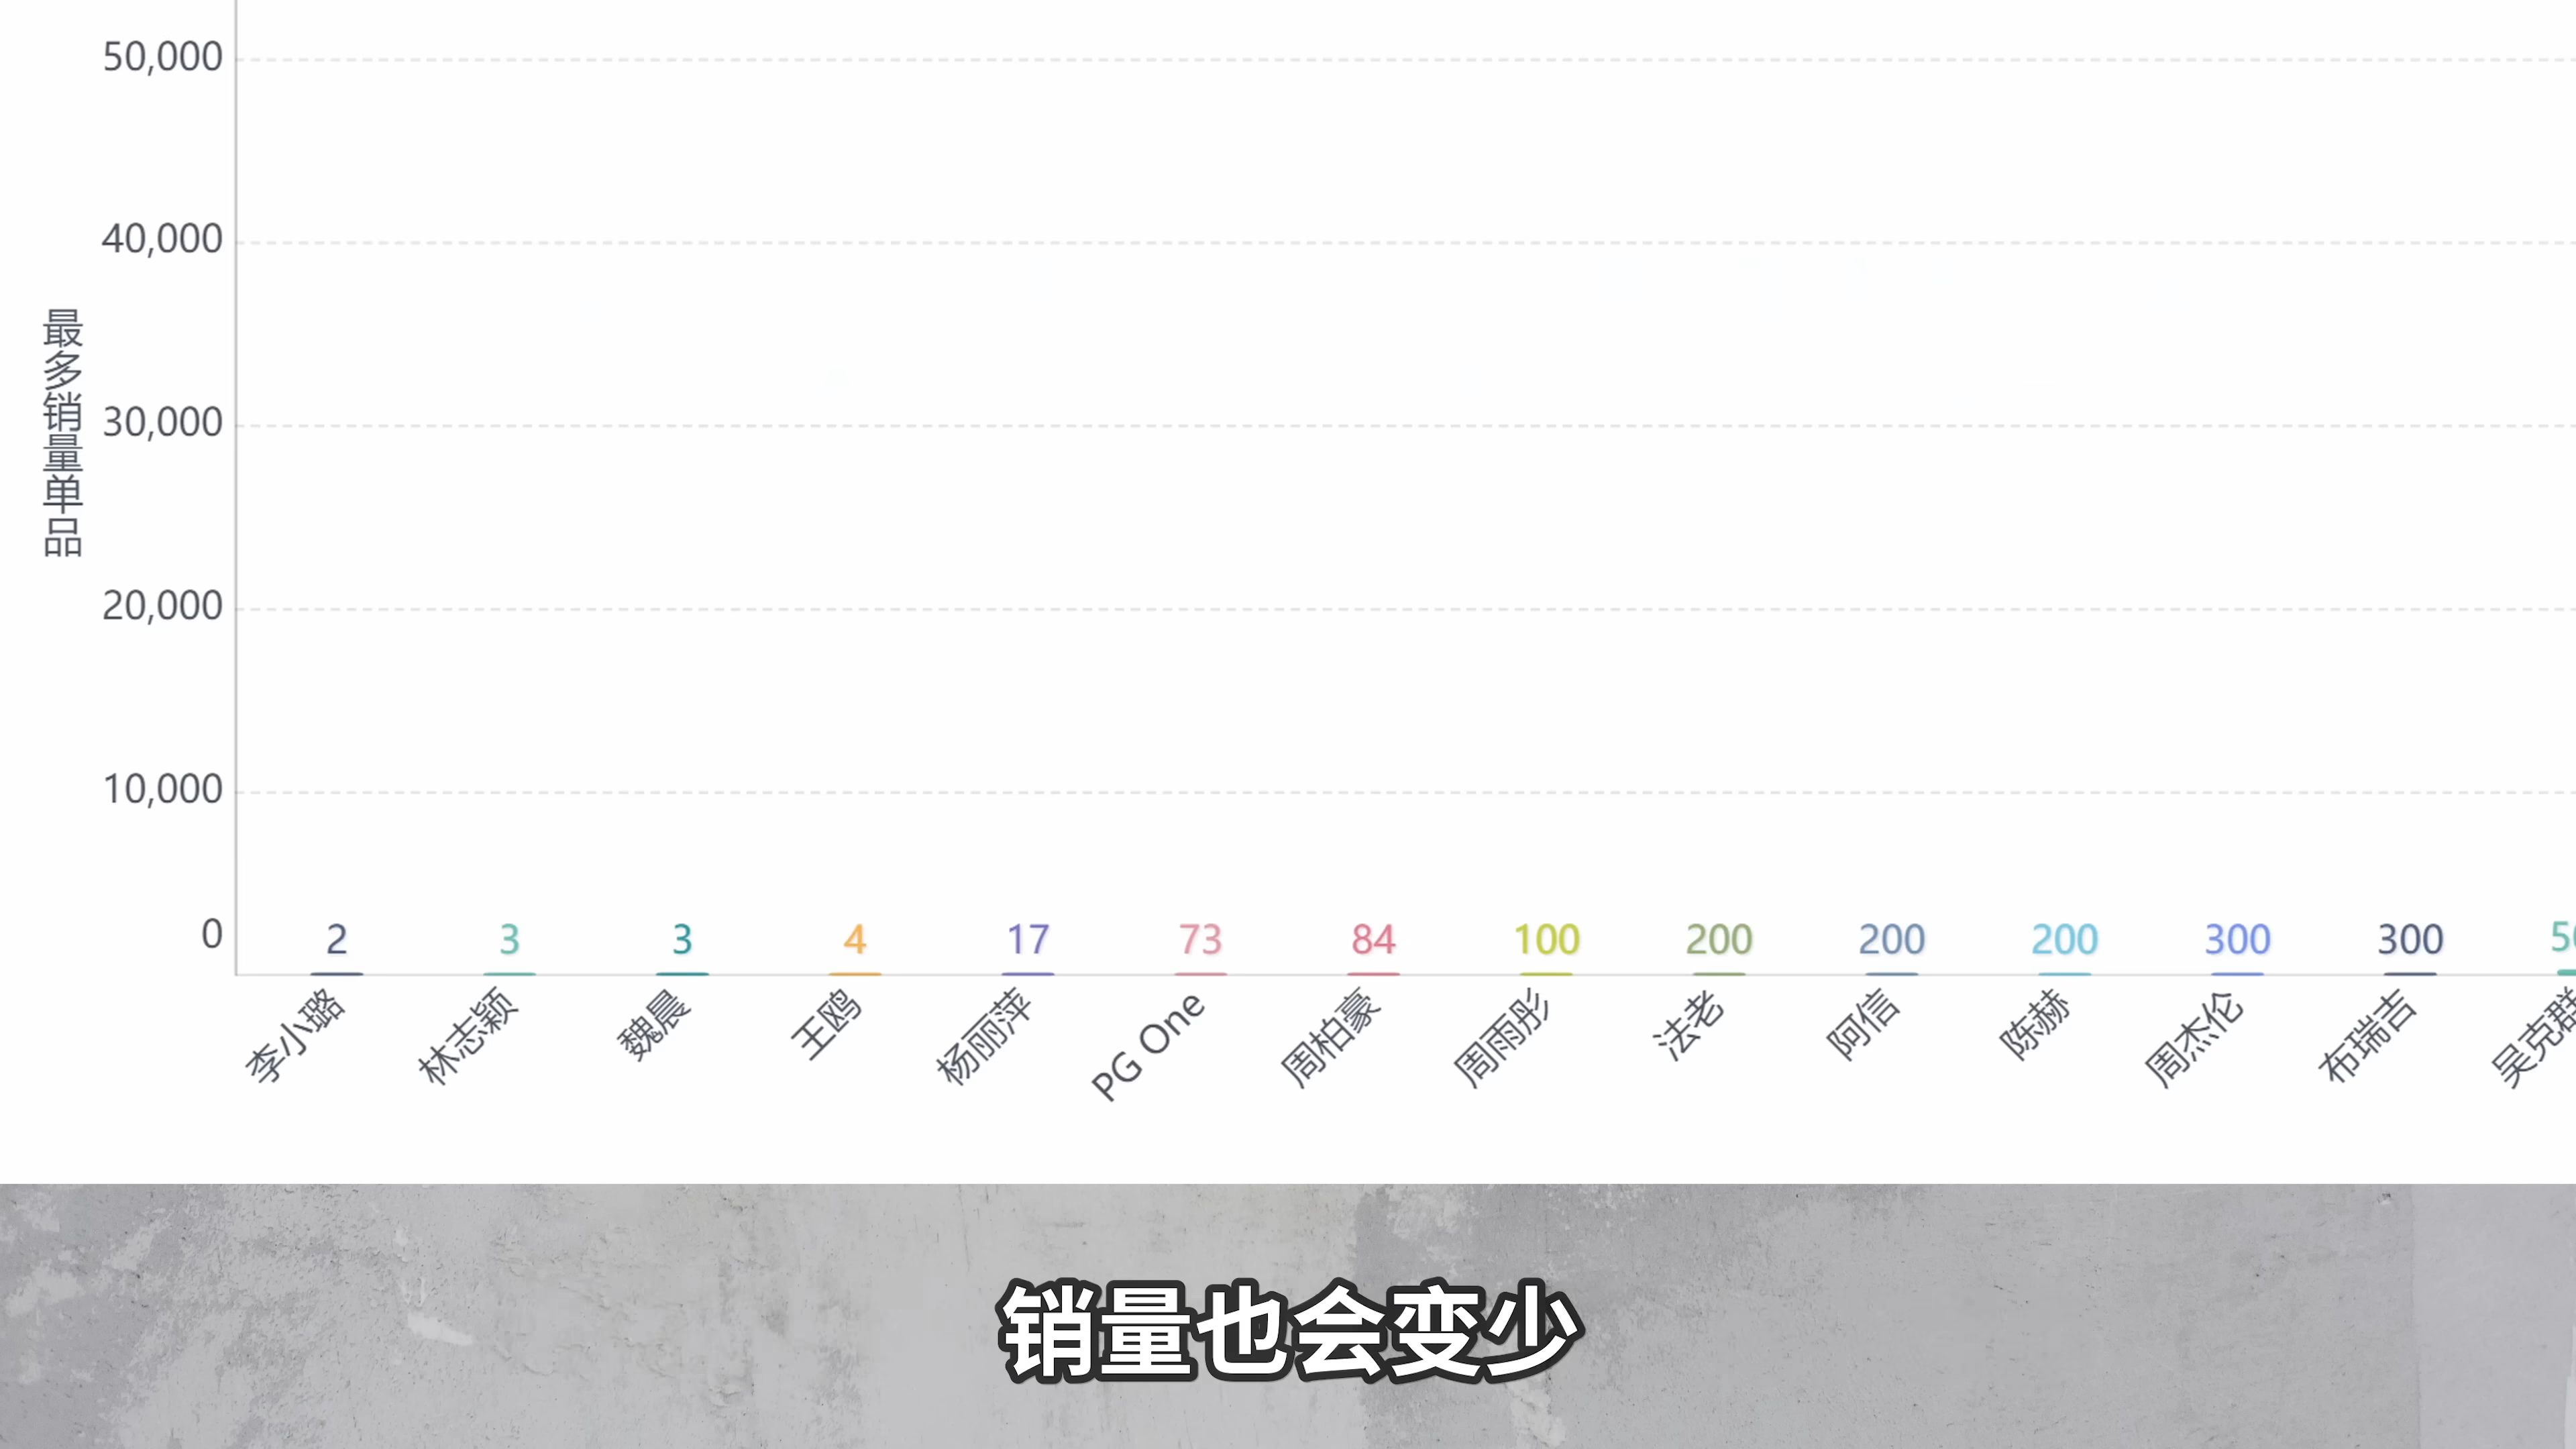 最多销量单品
50,000
40,000
30,000
20,000
10,000
0
2 3 3 4 17 73 84 100 200 200 200 300 300
李小璐 林志颖 魏晨 王鸥 杨丽萍 PG One 周柏豪 周雨彤 法老 阿信 陈赫 周杰伦 布瑞吉 吴克群
销量也会变少